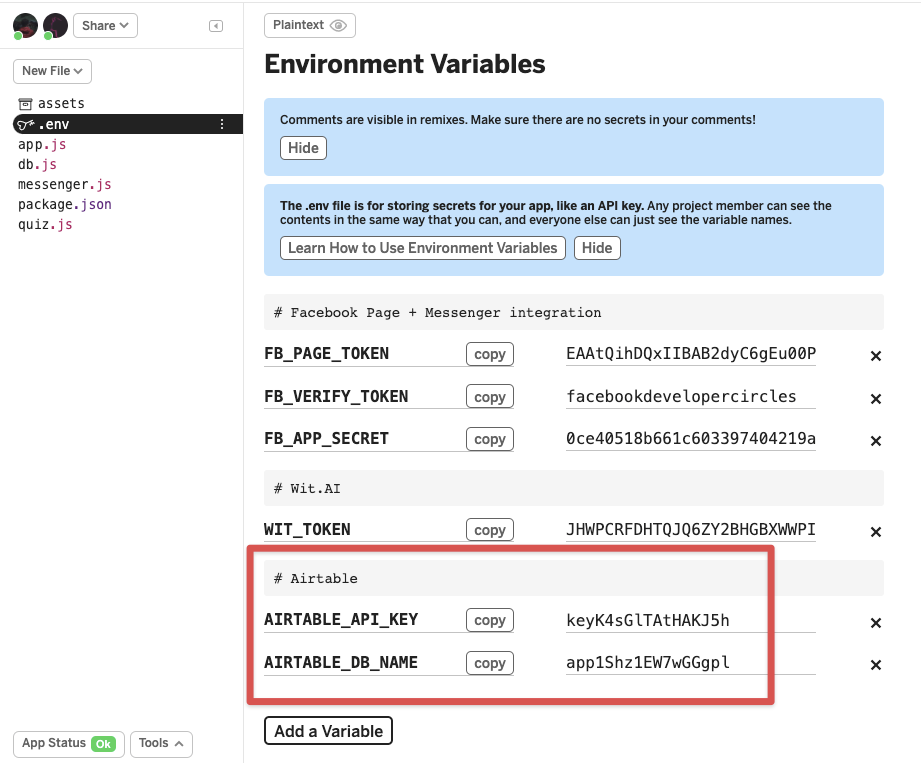 Share
New File
assets
.env
app.js
db.js
messenger.js
package.json
quiz.js
App Status Ok
Tools
Plaintext
Environment Variables
Comments are visible in remixes. Make sure there are no secrets in your comments!
Hide
The .env file is for storing secrets for your app, like an API key. Any project member can see the
contents in the same way that you can, and everyone else can just see the variable names.
Learn How to Use Environment Variables Hide
# Facebook Page + Messenger integration
FB_PAGE_TOKEN copy EAAtQihDQxIIBAB2dyC6gEu00P ×
FB_VERIFY_TOKEN copy facebookdevelopercircles ×
FB_APP_SECRET copy 0ce40518b661c603397404219a ×
# Wit.AI
WIT_TOKEN copy JHWPCRFDHTQJQ6ZY2BHGBXWWPI ×
# Airtable
AIRTABLE_API_KEY copy keyK4sGlTAtHAKJ5h ×
AIRTABLE_DB_NAME copy app1Shz1EW7wGGgpl ×
Add a Variable